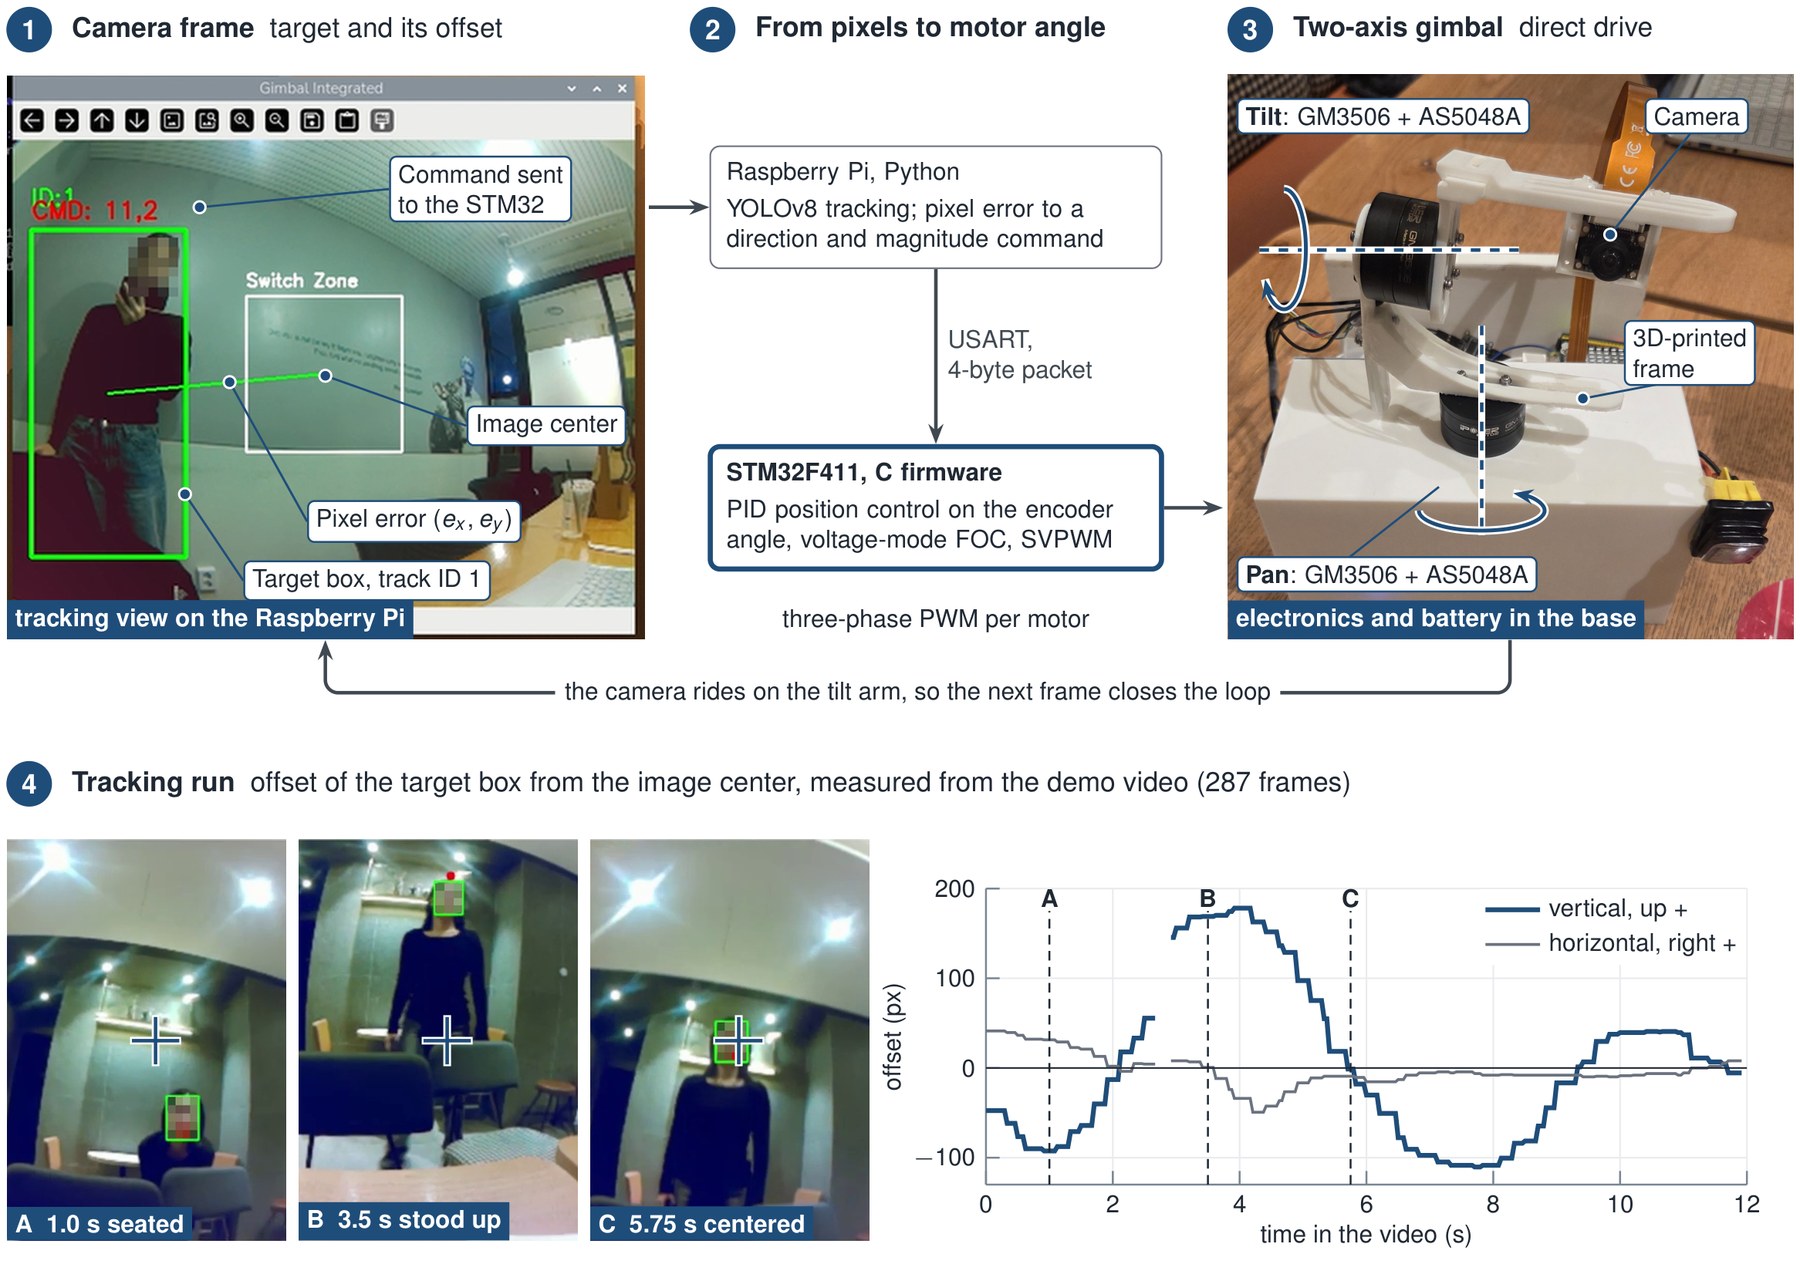 1 Camera frame target and its offset
Gimbal Integrated
ID:1
CMD: 11,2
Command sent
to the STM32
Switch Zone
Image center
Pixel error (ex, ey)
Target box, track ID 1
tracking view on the Raspberry Pi
2 From pixels to motor angle
Raspberry Pi, Python
YOLOv8 tracking; pixel error to a
direction and magnitude command
USART,
4-byte packet
STM32F411, C firmware
PID position control on the encoder
angle, voltage-mode FOC, SVPWM
three-phase PWM per motor
3 Two-axis gimbal direct drive
Tilt: GM3506 + AS5048A
Camera
3D-printed
frame
Pan: GM3506 + AS5048A
electronics and battery in the base
the camera rides on the tilt arm, so the next frame closes the loop
4 Tracking run offset of the target box from the image center, measured from the demo video (287 frames)
A 1.0 s seated
B 3.5 s stood up
C 5.75 s centered
A B C
vertical, up +
horizontal, right +
offset (px)
200
100
0
−100
0 2 4 6 8 10 12
time in the video (s)